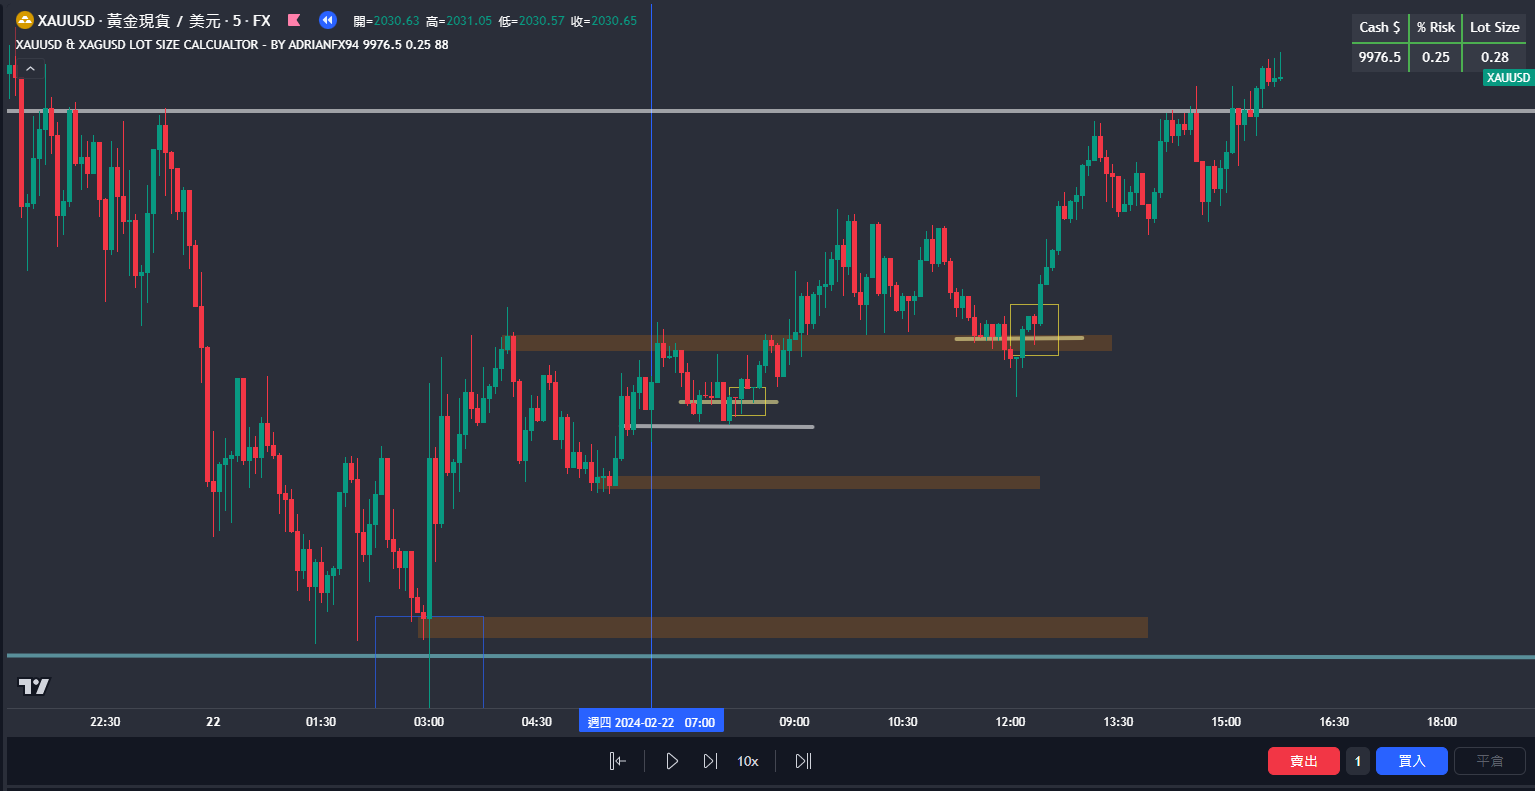 XAUUSD · 黃金現貨 / 美元 · 5 · FX 開=2030.63 高=2031.05 低=2030.57 收=2030.65
XAUUSD & XAGUSD LOT SIZE CALCUALTOR - BY ADRIANFX94 9976.5 0.25 88
Cash $ % Risk Lot Size
9976.5 0.25 0.28
XAUUSD
22:30 22 01:30 03:00 04:30 週四 2024-02-22 07:00 09:00 10:30 12:00 13:30 15:00 16:30 18:00
10x 賣出 1 買入 平倉